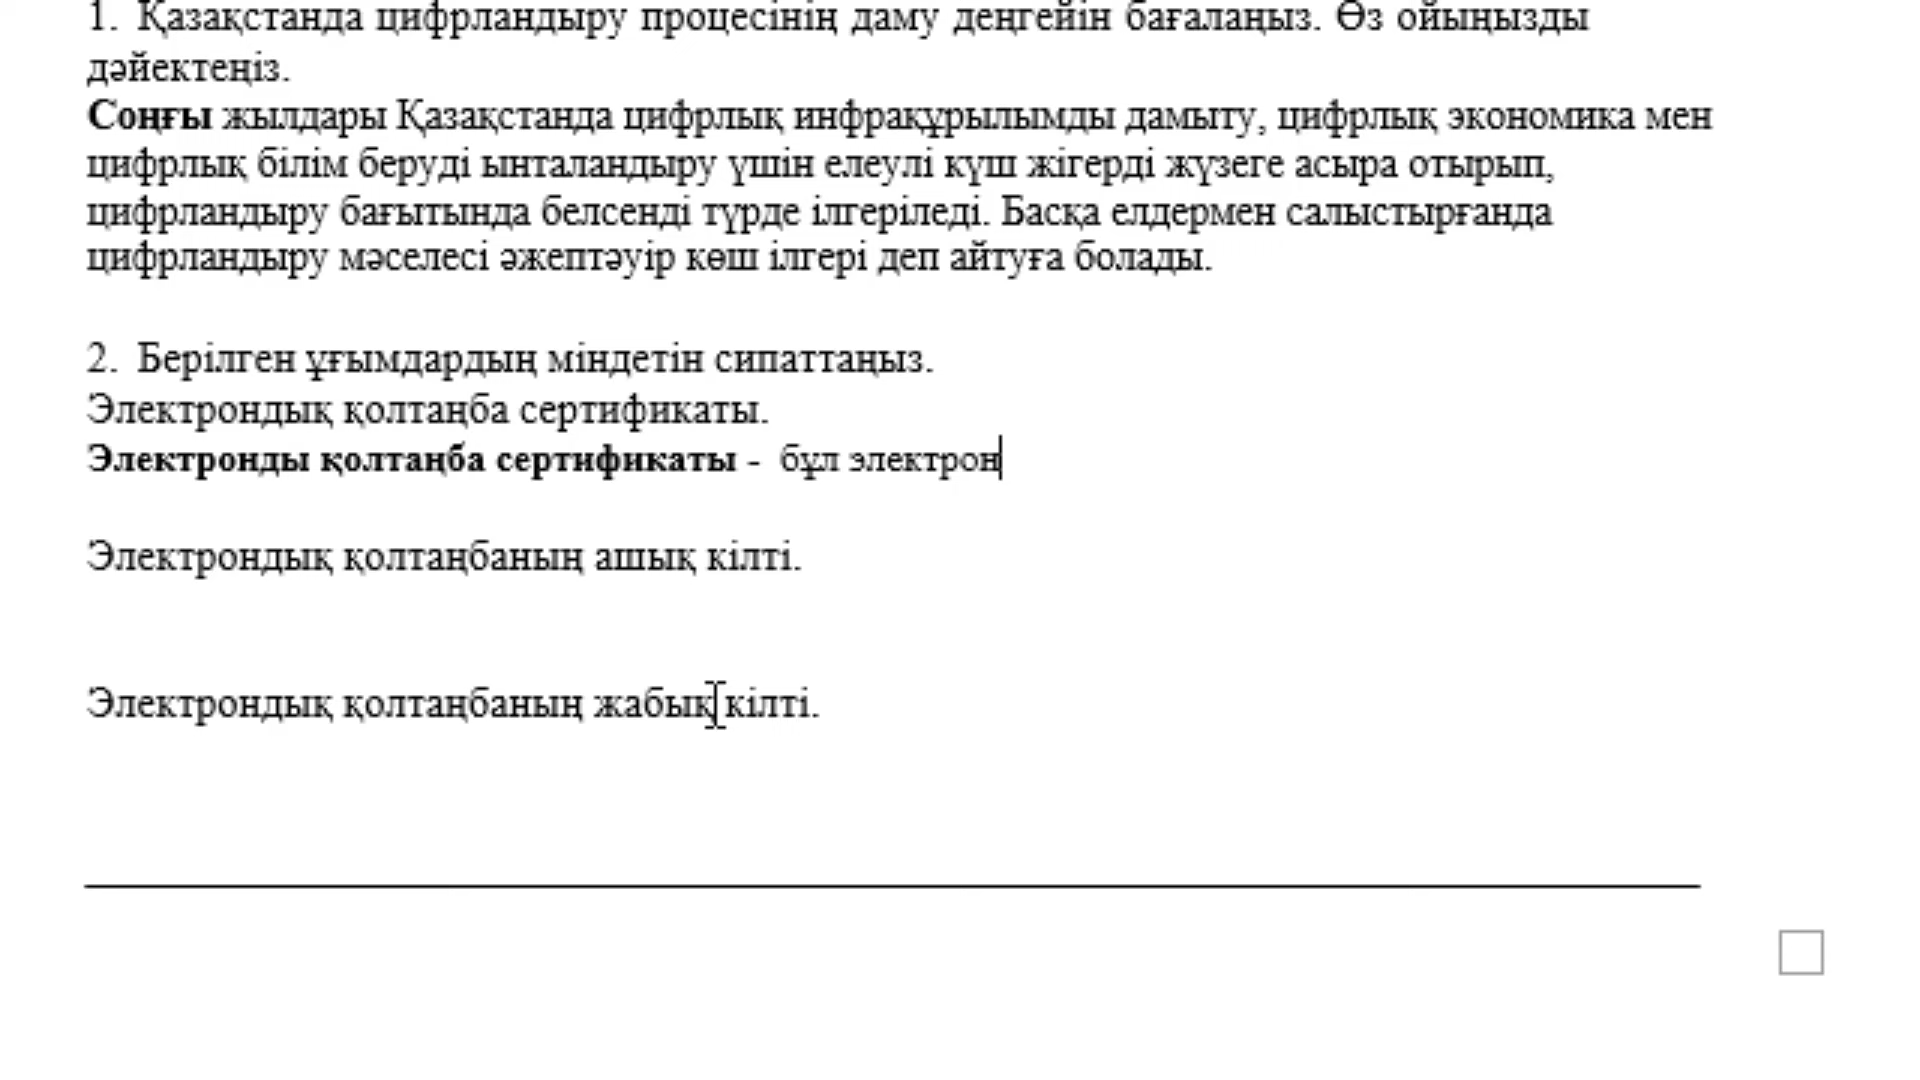 1. Қазақстанда цифрландыру процесінің даму деңгейін бағалаңыз. Өз ойыңызды
дәйектеңіз.
Соңғы жылдары Қазақстанда цифрлық инфрақұрылымды дамыту, цифрлық экономика мен
цифрлық білім беруді ынталандыру үшін елеулі күш жігерді жүзеге асыра отырып,
цифрландыру бағытында белсенді түрде ілгеріледі. Басқа елдермен салыстырғанда
цифрландыру мәселесі әжептәуір көш ілгері деп айтуға болады.
2. Берілген ұғымдардың міндетін сипаттаңыз.
Электрондық қолтаңба сертификаты.
Электронды қолтаңба сертификаты - бұл электрон
Электрондық қолтаңбаның ашық кілті.
Электрондық қолтаңбаның жабық кілті.